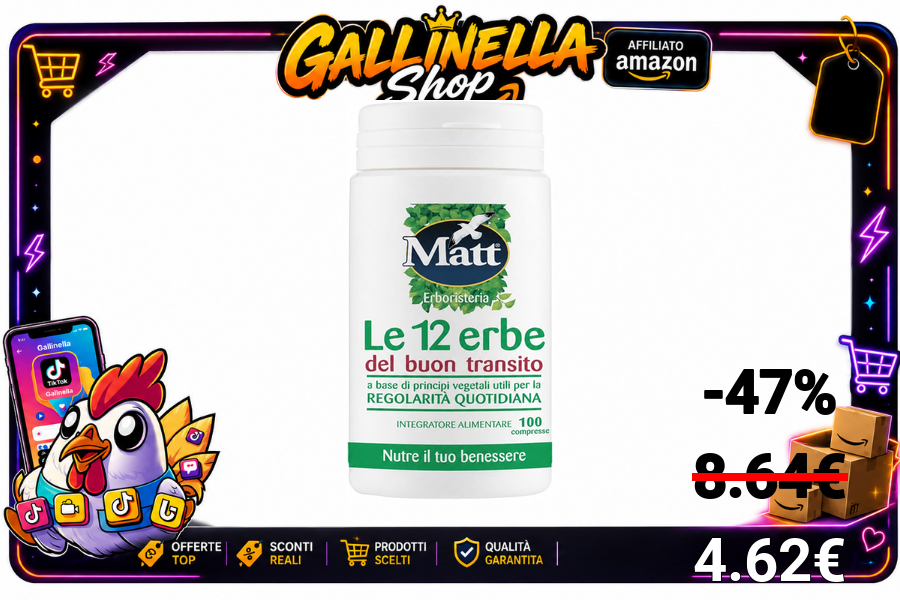 GALLINELLA
Shop
AFFILIATO
amazon
Matt
Erboristeria
Le 12 erbe
del buon transito
a base di principi vegetali utili per la
REGOLARITÀ QUOTIDIANA
INTEGRATORE ALIMENTARE 100
compresse
Nutre il tuo benessere
Gallinella
TikTok
Gallinella
-47%
8.64€
4.62€
OFFERTE
TOP
SCONTI
REALI
PRODOTTI
SCELTI
QUALITÀ
GARANTITA